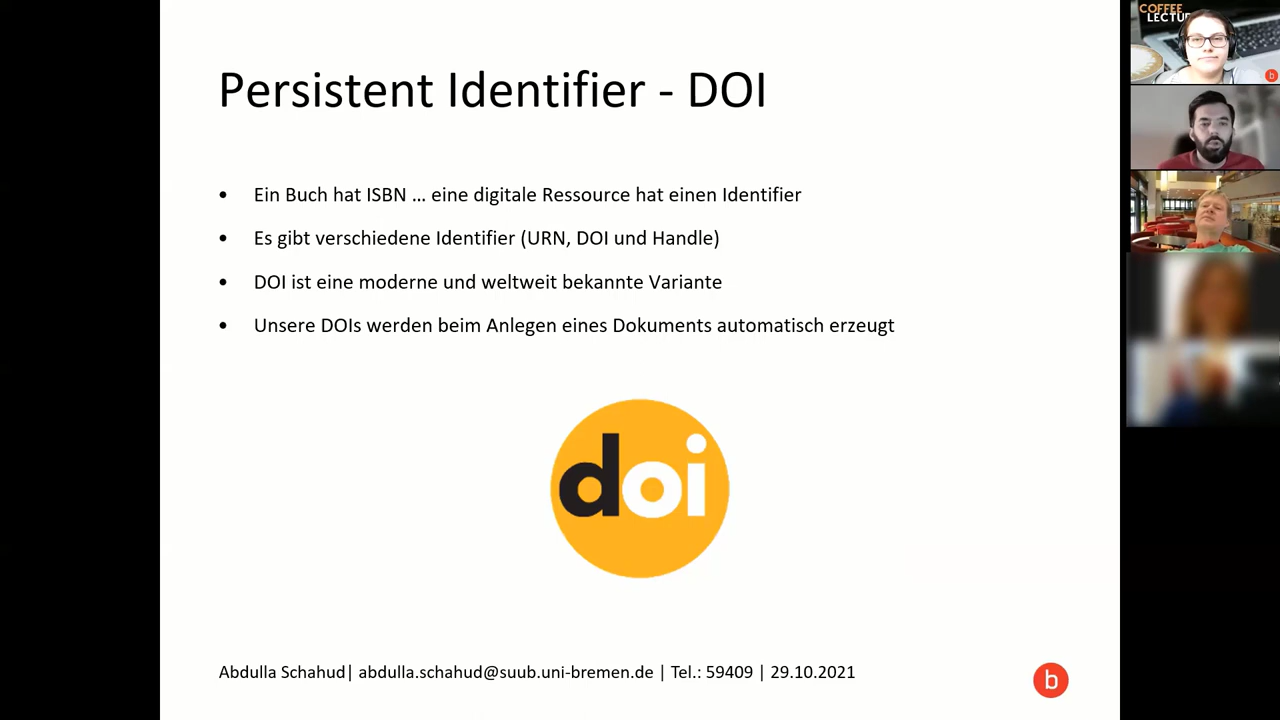 Persistent Identifier - DOI
• Ein Buch hat ISBN ... eine digitale Ressource hat einen Identifier
• Es gibt verschiedene Identifier (URN, DOI und Handle)
• DOI ist eine moderne und weltweit bekannte Variante
• Unsere DOIs werden beim Anlegen eines Dokuments automatisch erzeugt
doi
Abdulla Schahud| abdulla.schahud@suub.uni-bremen.de | Tel.: 59409 | 29.10.2021
b
COFFEE
LECTU
b